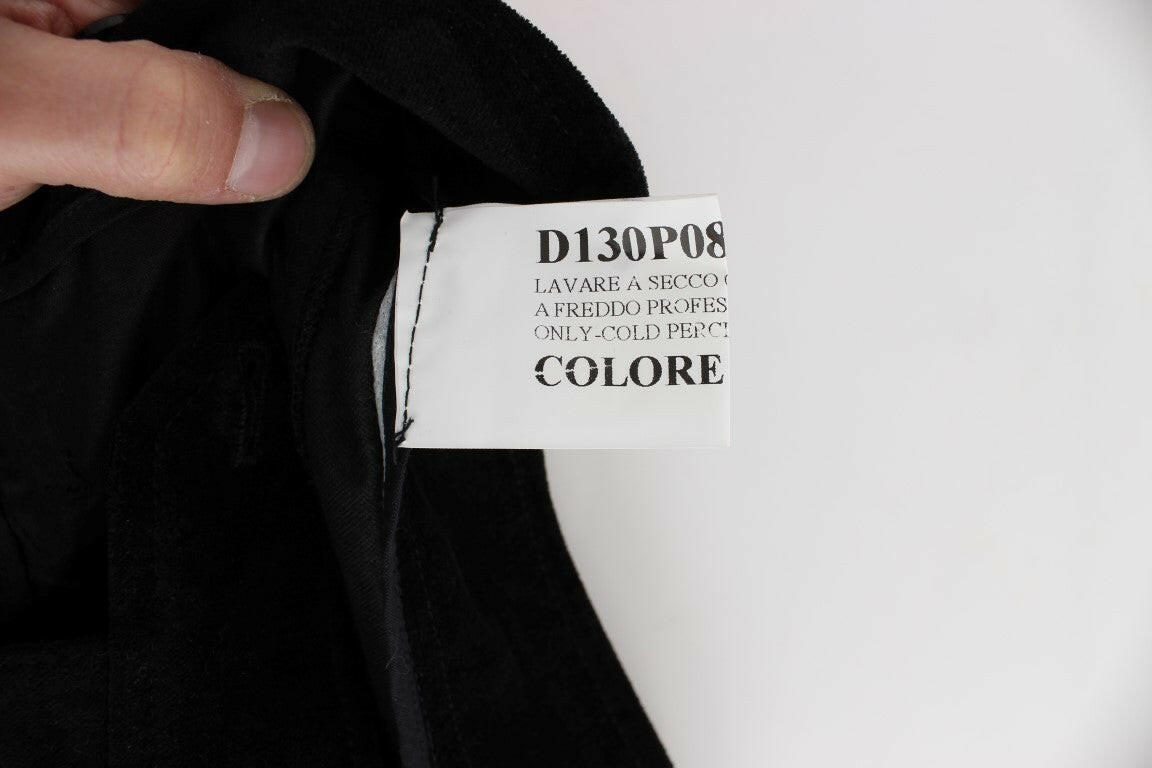 D130P08
LAVARE A SECCO
A FREDDO PROFES
ONLY-COLD PERC
COLORE